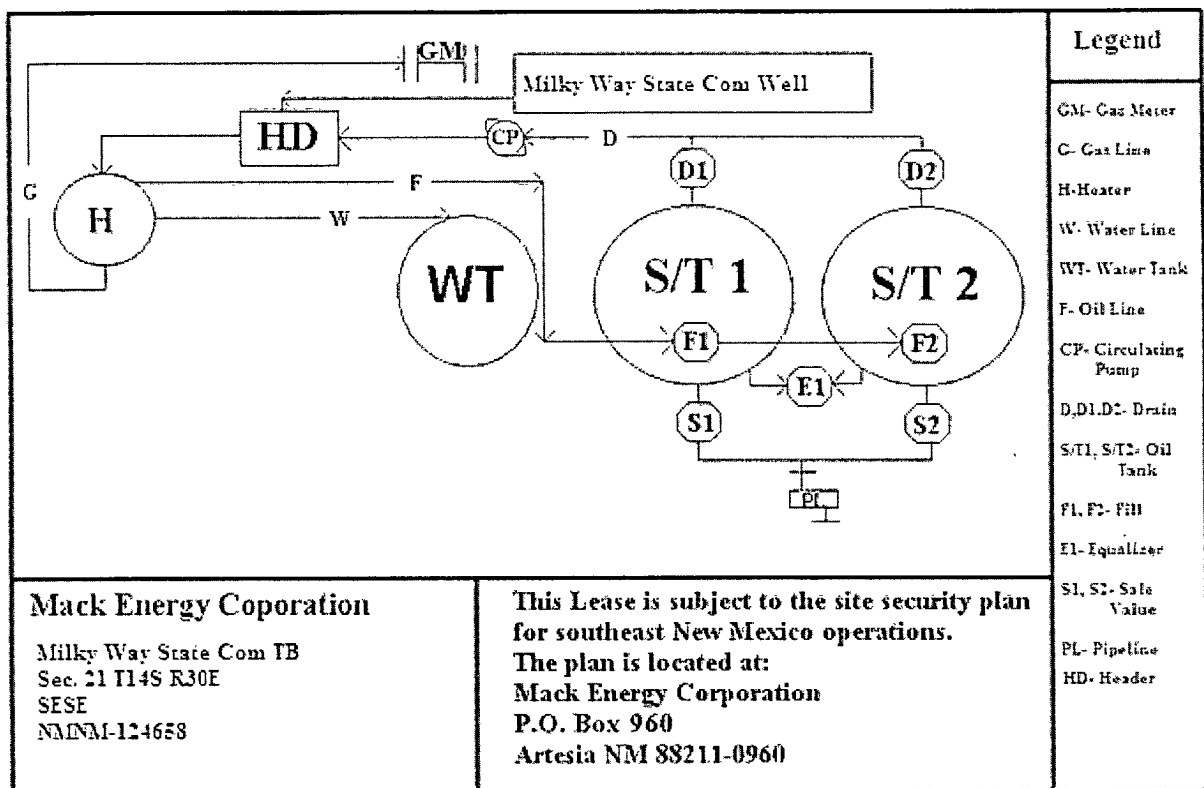 GM
Milky Way State Com Well
HD
CP
D
D1
D2
G
H
F
W
WT
S/T 1
S/T 2
F1
F2
E1
S1
S2
PL
Legend
GM- Gas Meter
G- Gas Line
H-Heater
W- Water Line
WT- Water Tank
F- Oil Line
CP- Circulating
Pump
D,D1,D2- Drain
S/T1, S/T2- Oil
Tank
F1, F2- Fill
E1- Equalizer
S1, S2- Sale
Value
PL- Pipeline
HD- Header
Mack Energy Coporation
Milky Way State Com TB
Sec. 21 T14S R30E
SESE
NMNM-124658
This Lease is subject to the site security plan
for southeast New Mexico operations.
The plan is located at:
Mack Energy Corporation
P.O. Box 960
Artesia NM 88211-0960